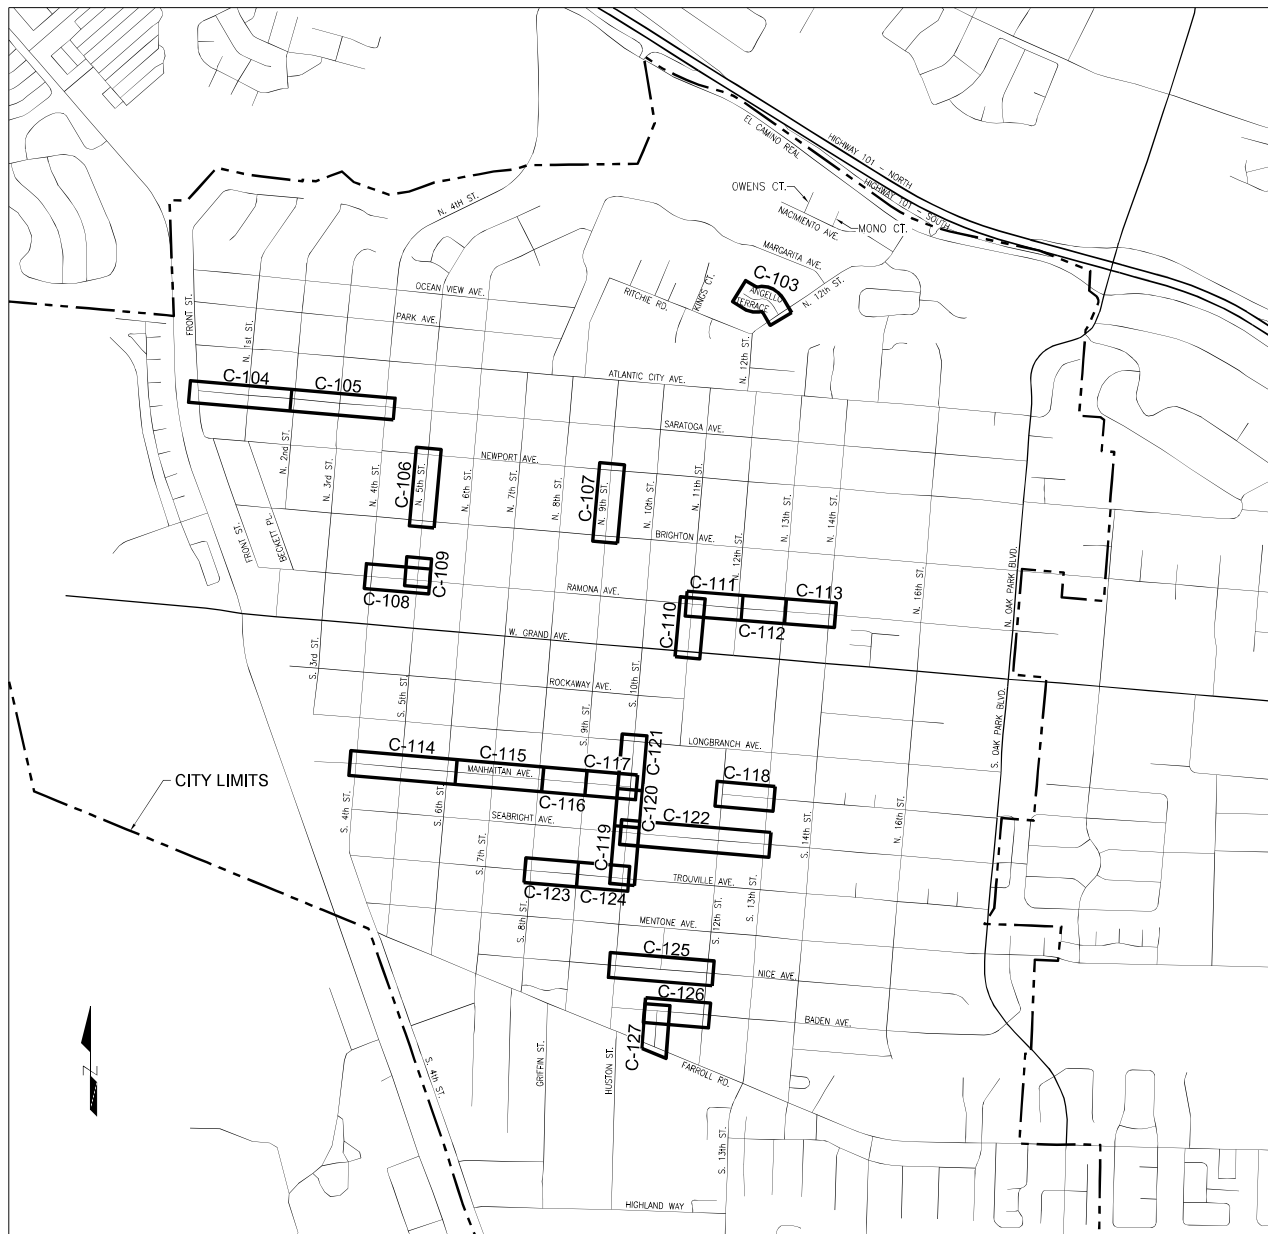 EL CAMINO REAL
HIGHWAY 101 - NORTH
HIGHWAY 101 - SOUTH
OWENS CT.
NACIMIENTO AVE.
MONO CT.
N. 4TH ST.
MARGARITA AVE.
C-103
ANGELLO
TERRACE
N. 12th ST.
KINGS CT.
RITCHIE RD.
OCEAN VIEW AVE.
PARK AVE.
FRONT ST.
N. 1st ST.
N. 12th ST.
ATLANTIC CITY AVE.
C-104
C-105
SARATOGA AVE.
N. 2nd ST.
N. 3rd ST.
N. 4th ST.
C-106
N. 5th ST.
NEWPORT AVE.
N. 6th ST.
N. 7th ST.
N. 8th ST.
C-107
N. 9th ST.
N. 10th ST.
N. 11th ST.
N. 13th ST.
N. 14th ST.
FRONT ST.
BECKETT PL.
BRIGHTON AVE.
N. 12th ST.
N. 16th ST.
N. OAK PARK BLVD.
C-109
C-108
RAMONA AVE.
C-110
C-111
C-112
C-113
W. GRAND AVE.
S. 3rd ST.
S. 5th ST.
ROCKAWAY AVE.
S. 9th ST.
S. 10th ST.
S. OAK PARK BLVD.
LONGBRANCH AVE.
C-114
C-115
MANHATTAN AVE.
C-116
C-117
C-121
C-118
CITY LIMITS
S. 4th ST.
S. 6th ST.
SEABRIGHT AVE.
C-120
C-122
C-119
S. 14th ST.
N. 16th ST.
S. 7th ST.
C-123
C-124
TROUVILLE AVE.
S. 8th ST.
MENTONE AVE.
S. 12th ST.
S. 13th ST.
C-125
NICE AVE.
C-126
BADEN AVE.
C-127
FARROLL RD.
GRIFFIN ST.
HUSTON ST.
S. 4th ST.
Z
S. 13th ST.
HIGHLAND WAY